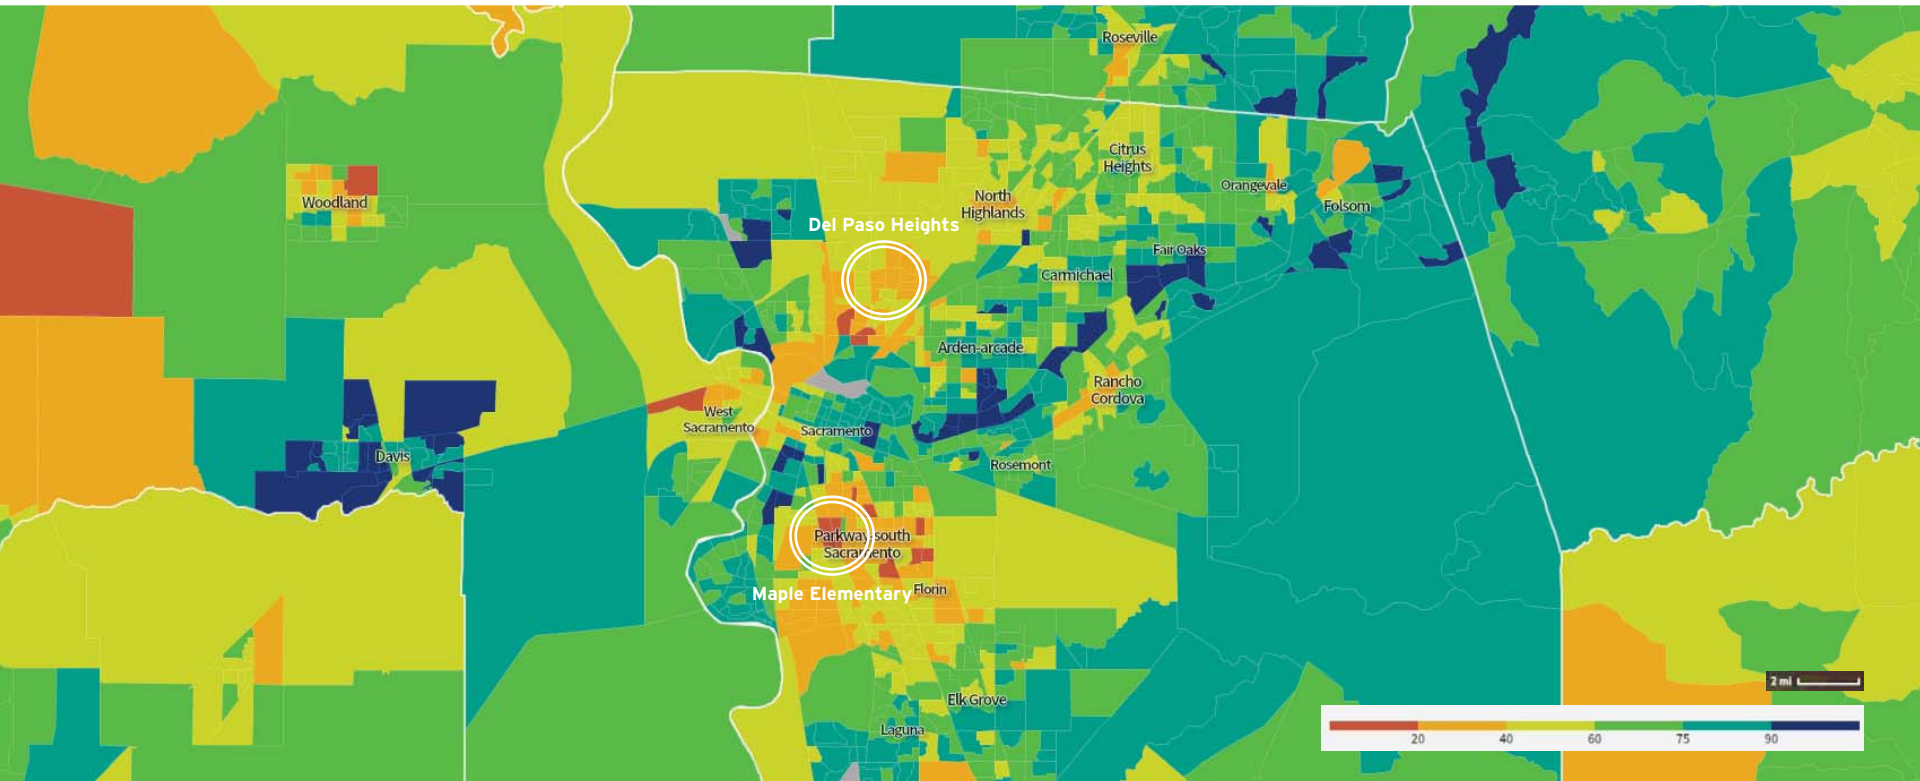 Roseville
Citrus
Heights
Orangevale
Woodland
North
Highlands
Folsom
Del Paso Heights
Fair Oaks
Carmichael
Arden-arcade
Rancho
Cordova
West
Sacramento
Sacramento
Davis
Rosemont
Parkway-south
Sacramento
Maple Elementary
Florin
2 mi
Elk Grove
Laguna
20 40 60 75 90